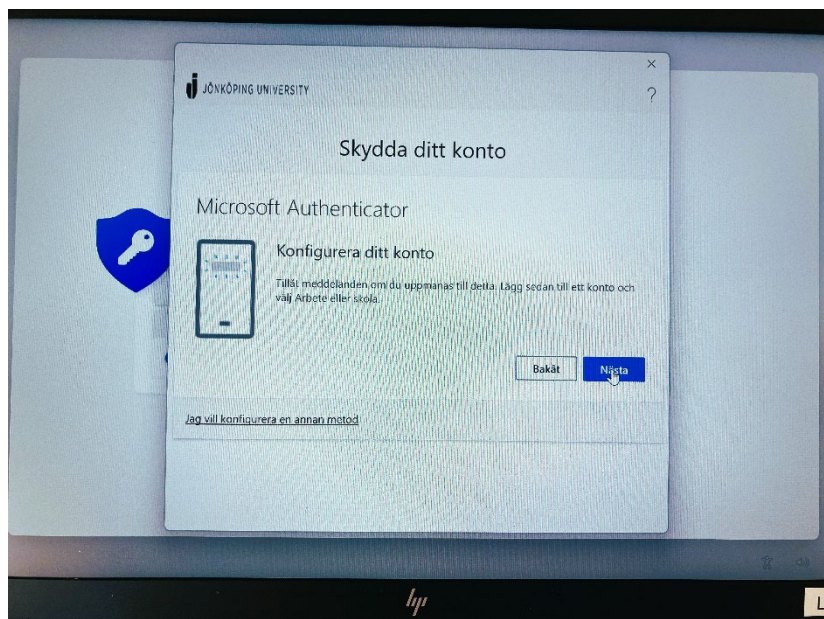 JÖNKÖPING UNIVERSITY
?
Skydda ditt konto
Microsoft Authenticator
Konfigurera ditt konto
Tillåt meddelanden om du uppmanas till detta. Lägg sedan till ett konto och
välj Arbete eller skola.
Bakåt
Nästa
Jag vill konfigurera en annan metod
hp
L